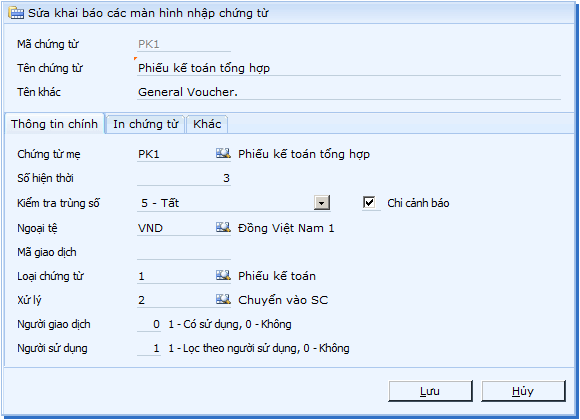 Sửa khai báo các màn hình nhập chứng từ
Mã chứng từ PK1
Tên chứng từ Phiếu kế toán tổng hợp
Tên khác General Voucher.
Thông tin chính In chứng từ Khác
Chứng từ mẹ PK1 Phiếu kế toán tổng hợp
Số hiện thời 3
Kiểm tra trùng số 5 - Tất Chỉ cảnh báo
Ngoại tệ VND Đồng Việt Nam 1
Mã giao dịch
Loại chứng từ 1 Phiếu kế toán
Xử lý 2 Chuyển vào SC
Người giao dịch 0 1 - Có sử dụng, 0 - Không
Người sử dụng 1 1 - Lọc theo người sử dụng, 0 - Không
Lưu Hủy